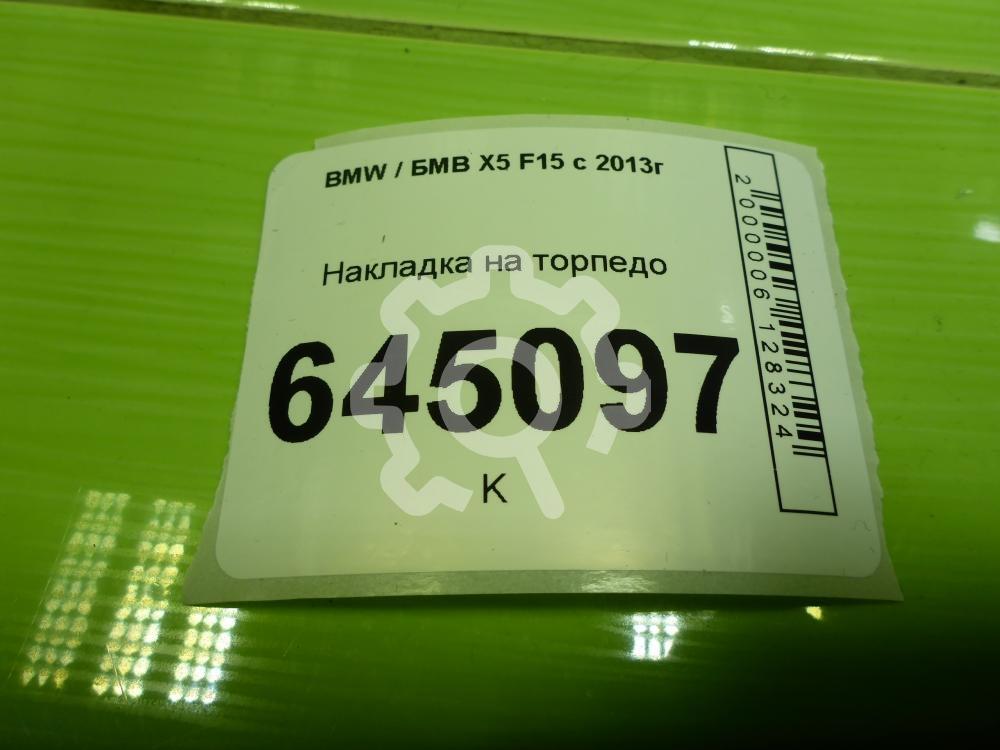 BMW / БМВ X5 F15 с 2013г
Накладка на торпедо
645097
К
2000006128324